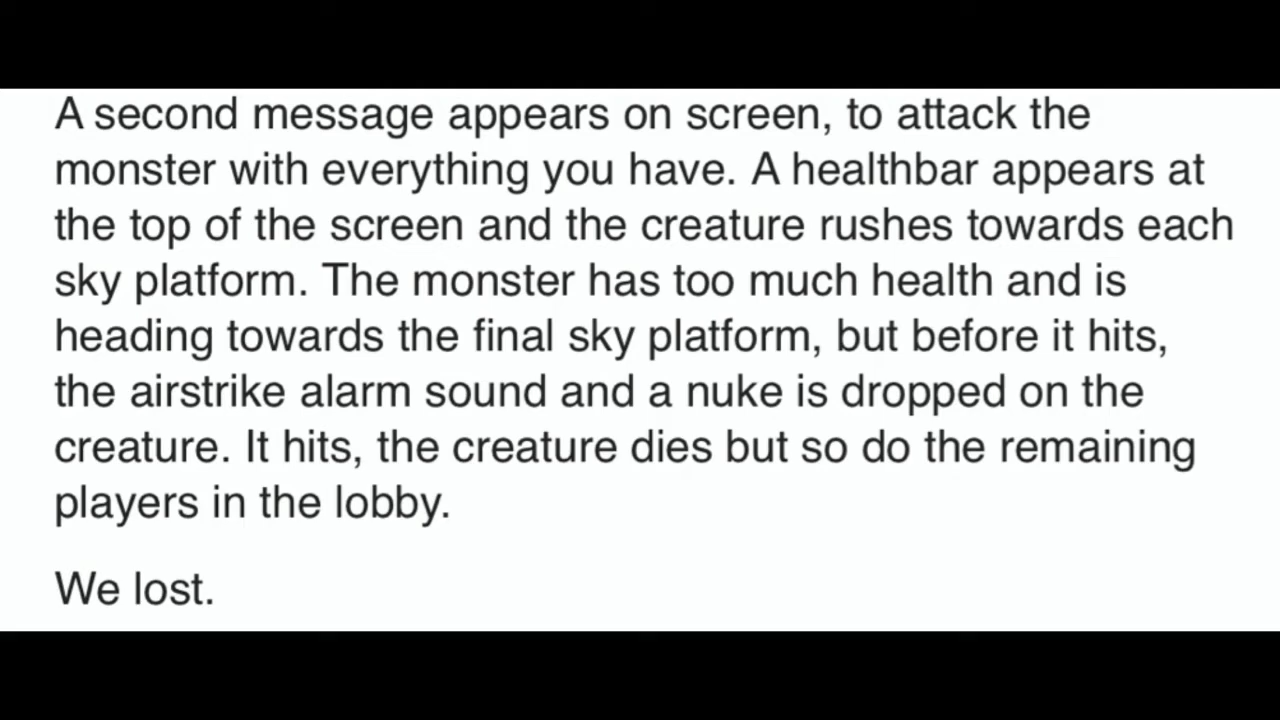 A second message appears on screen, to attack the
monster with everything you have. A healthbar appears at
the top of the screen and the creature rushes towards each
sky platform. The monster has too much health and is
heading towards the final sky platform, but before it hits,
the airstrike alarm sound and a nuke is dropped on the
creature. It hits, the creature dies but so do the remaining
players in the lobby.
We lost.